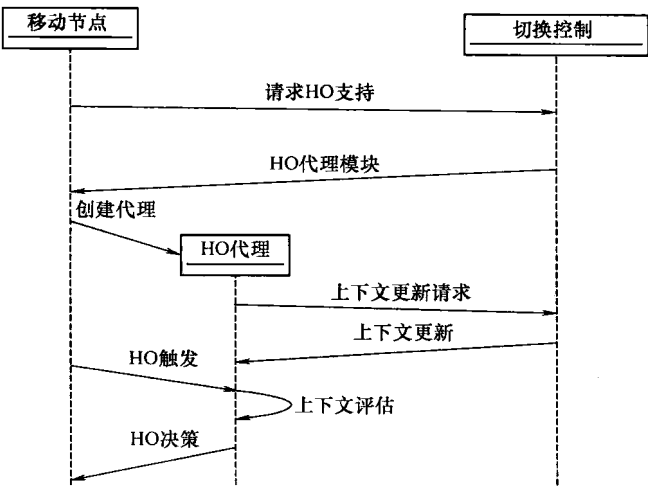 移动节点
切换控制
请求HO支持
HO代理模块
创建代理
HO代理
上下文更新请求
上下文更新
HO触发
上下文评估
HO决策